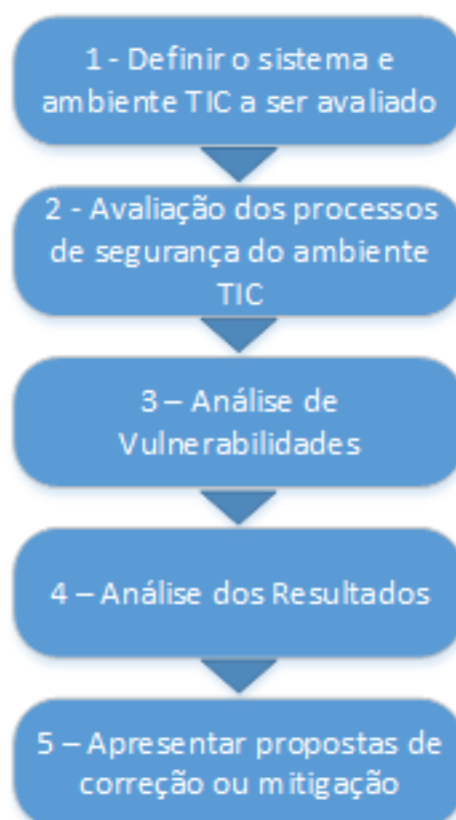 1 - Definir o sistema e
ambiente TIC a ser avaliado
2 - Avaliação dos processos
de segurança do ambiente
TIC
3 – Análise de
Vulnerabilidades
4 – Análise dos Resultados
5 – Apresentar propostas de
correção ou mitigação